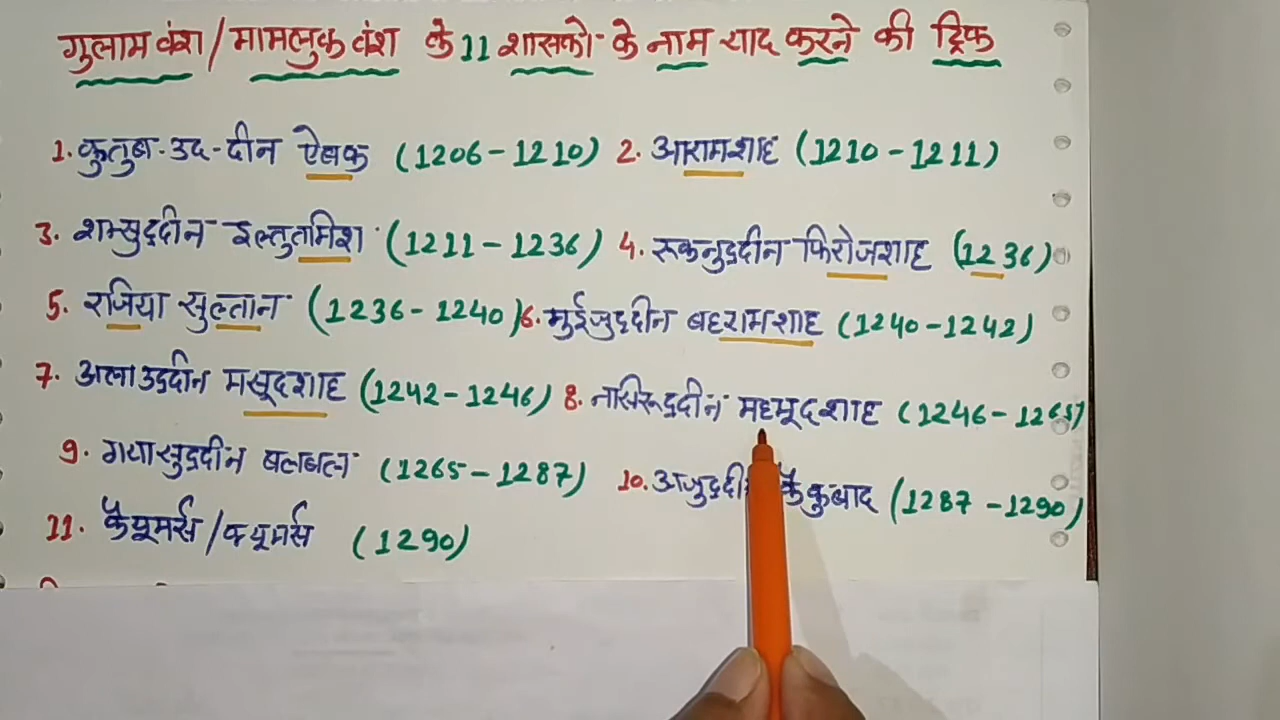 गुलाम वंश/मामलुक वंश के 11 शासको के नाम याद करने की ट्रिक
1. कुतुब-उद-दीन ऐबक (1206-1210) 2. आरामशाह (1210-1211)
3. शम्सुद्दीन इल्तुतमिश (1211-1236) 4. रूकनुद्दीन फिरोजशाह (1236)
5. रजिया सुल्तान (1236-1240) 6. मुईजुद्दीन बहरामशाह (1240-1242)
7. अलाउद्दीन मसूदशाह (1242-1246) 8. नासिरूद्दीन महमूदशाह (1246-1265)
9. गयासुद्दीन बलबल (1265-1287) 10. अजुद्दीन कैकुबाद (1287-1290)
11. कैयूमर्स/क्यूमर्स (1290)